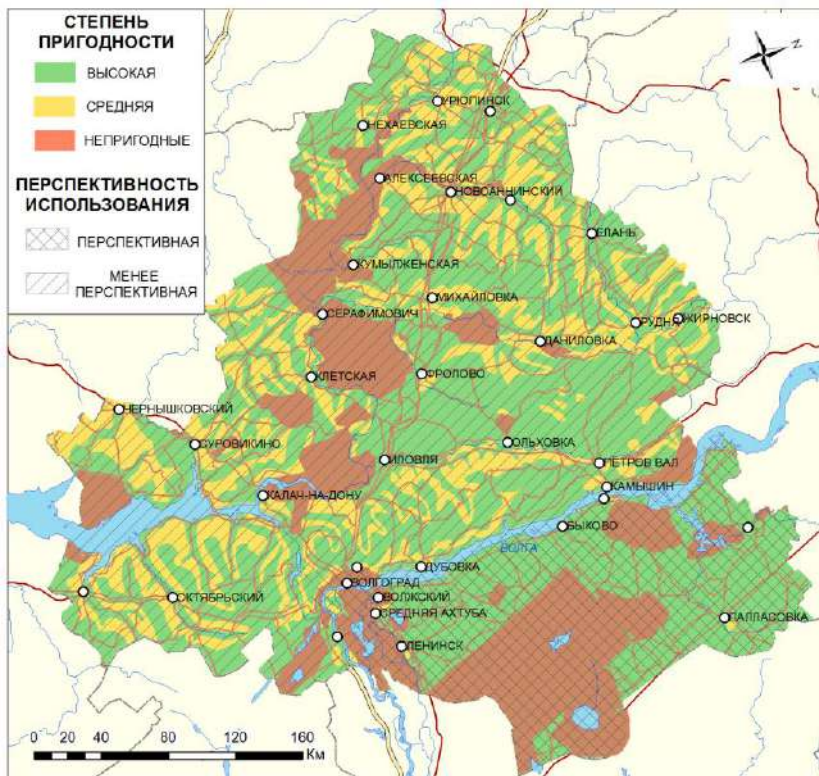 СТЕПЕНЬ
ПРИГОДНОСТИ
ВЫСОКАЯ
СРЕДНЯЯ
НЕПРИГОДНЫЕ
ПЕРСПЕКТИВНОСТЬ
ИСПОЛЬЗОВАНИЯ
ПЕРСПЕКТИВНАЯ
МЕНЕЕ
ПЕРСПЕКТИВНАЯ
N
УРЮПИНСК
НЕХАЕВСКАЯ
АЛЕКСЕЕВСКАЯ
НОВОАННИНСКИЙ
ЕЛАНЬ
КУМЫЛЖЕНСКАЯ
МИХАЙЛОВКА
СЕРАФИМОВИЧ
РУДНЯ
ЖИРНОВСК
ДАНИЛОВКА
КЛЕТСКАЯ
ФРОЛОВО
ЧЕРНЫШКОВСКИЙ
СУРОВИКИНО
ОЛЬХОВКА
ИЛОВЛЯ
ПЕТРОВ ВАЛ
КАМЫШИН
КАЛАЧ-НА-ДОНУ
БЫКОВО
ВОЛГА
ДУБОВКА
ВОЛГОГРАД
ОКТЯБРЬСКИЙ
ВОЛЖСКИЙ
СРЕДНЯЯ АХТУБА
ПАЛЛАСОВКА
ЛЕНИНСК
0 20 40 80 120 160
Км